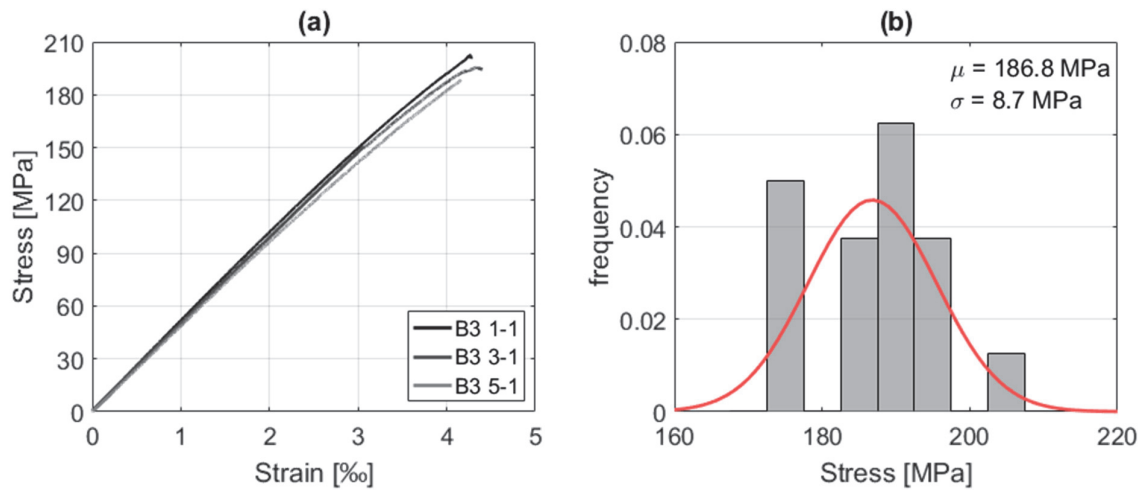 (a)
210
180
150
120
90
60
30
0
Stress [MPa]
0 1 2 3 4 5
Strain [‰]
B3 1-1
B3 3-1
B3 5-1
(b)
0.08
0.06
0.04
0.02
0
frequency
μ = 186.8 MPa
σ = 8.7 MPa
160 180 200 220
Stress [MPa]